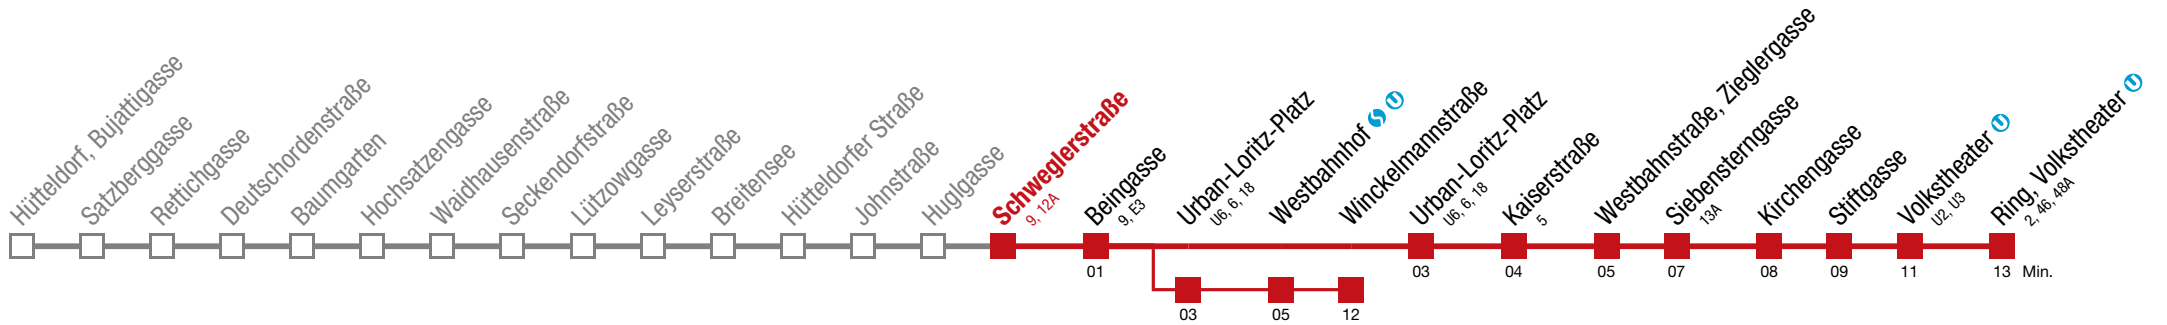 Hütteldorf, Bujattigasse
Satzberggasse
Rettichgasse
Deutschordenstraße
Baumgarten
Hochsatzengasse
Waidhausenstraße
Seckendorfstraße
Lützowgasse
Leyserstraße
Breitensee
Hütteldorfer Straße
Johnstraße
Huglgasse
Schweglerstraße
9, 12A
Beingasse
9, E3
Urban-Loritz-Platz
U6, 6, 18
Westbahnhof
Winckelmannstraße
Urban-Loritz-Platz
U6, 6, 18
Kaiserstraße
5
Westbahnstraße, Zieglergasse
Siebensterngasse
13A
Kirchengasse
Stiftgasse
Volkstheater U
U2, U3
Ring, Volkstheater U
2, 46, 48A
01
03
04
05
07
08
09
11
13 Min.
03
05
12